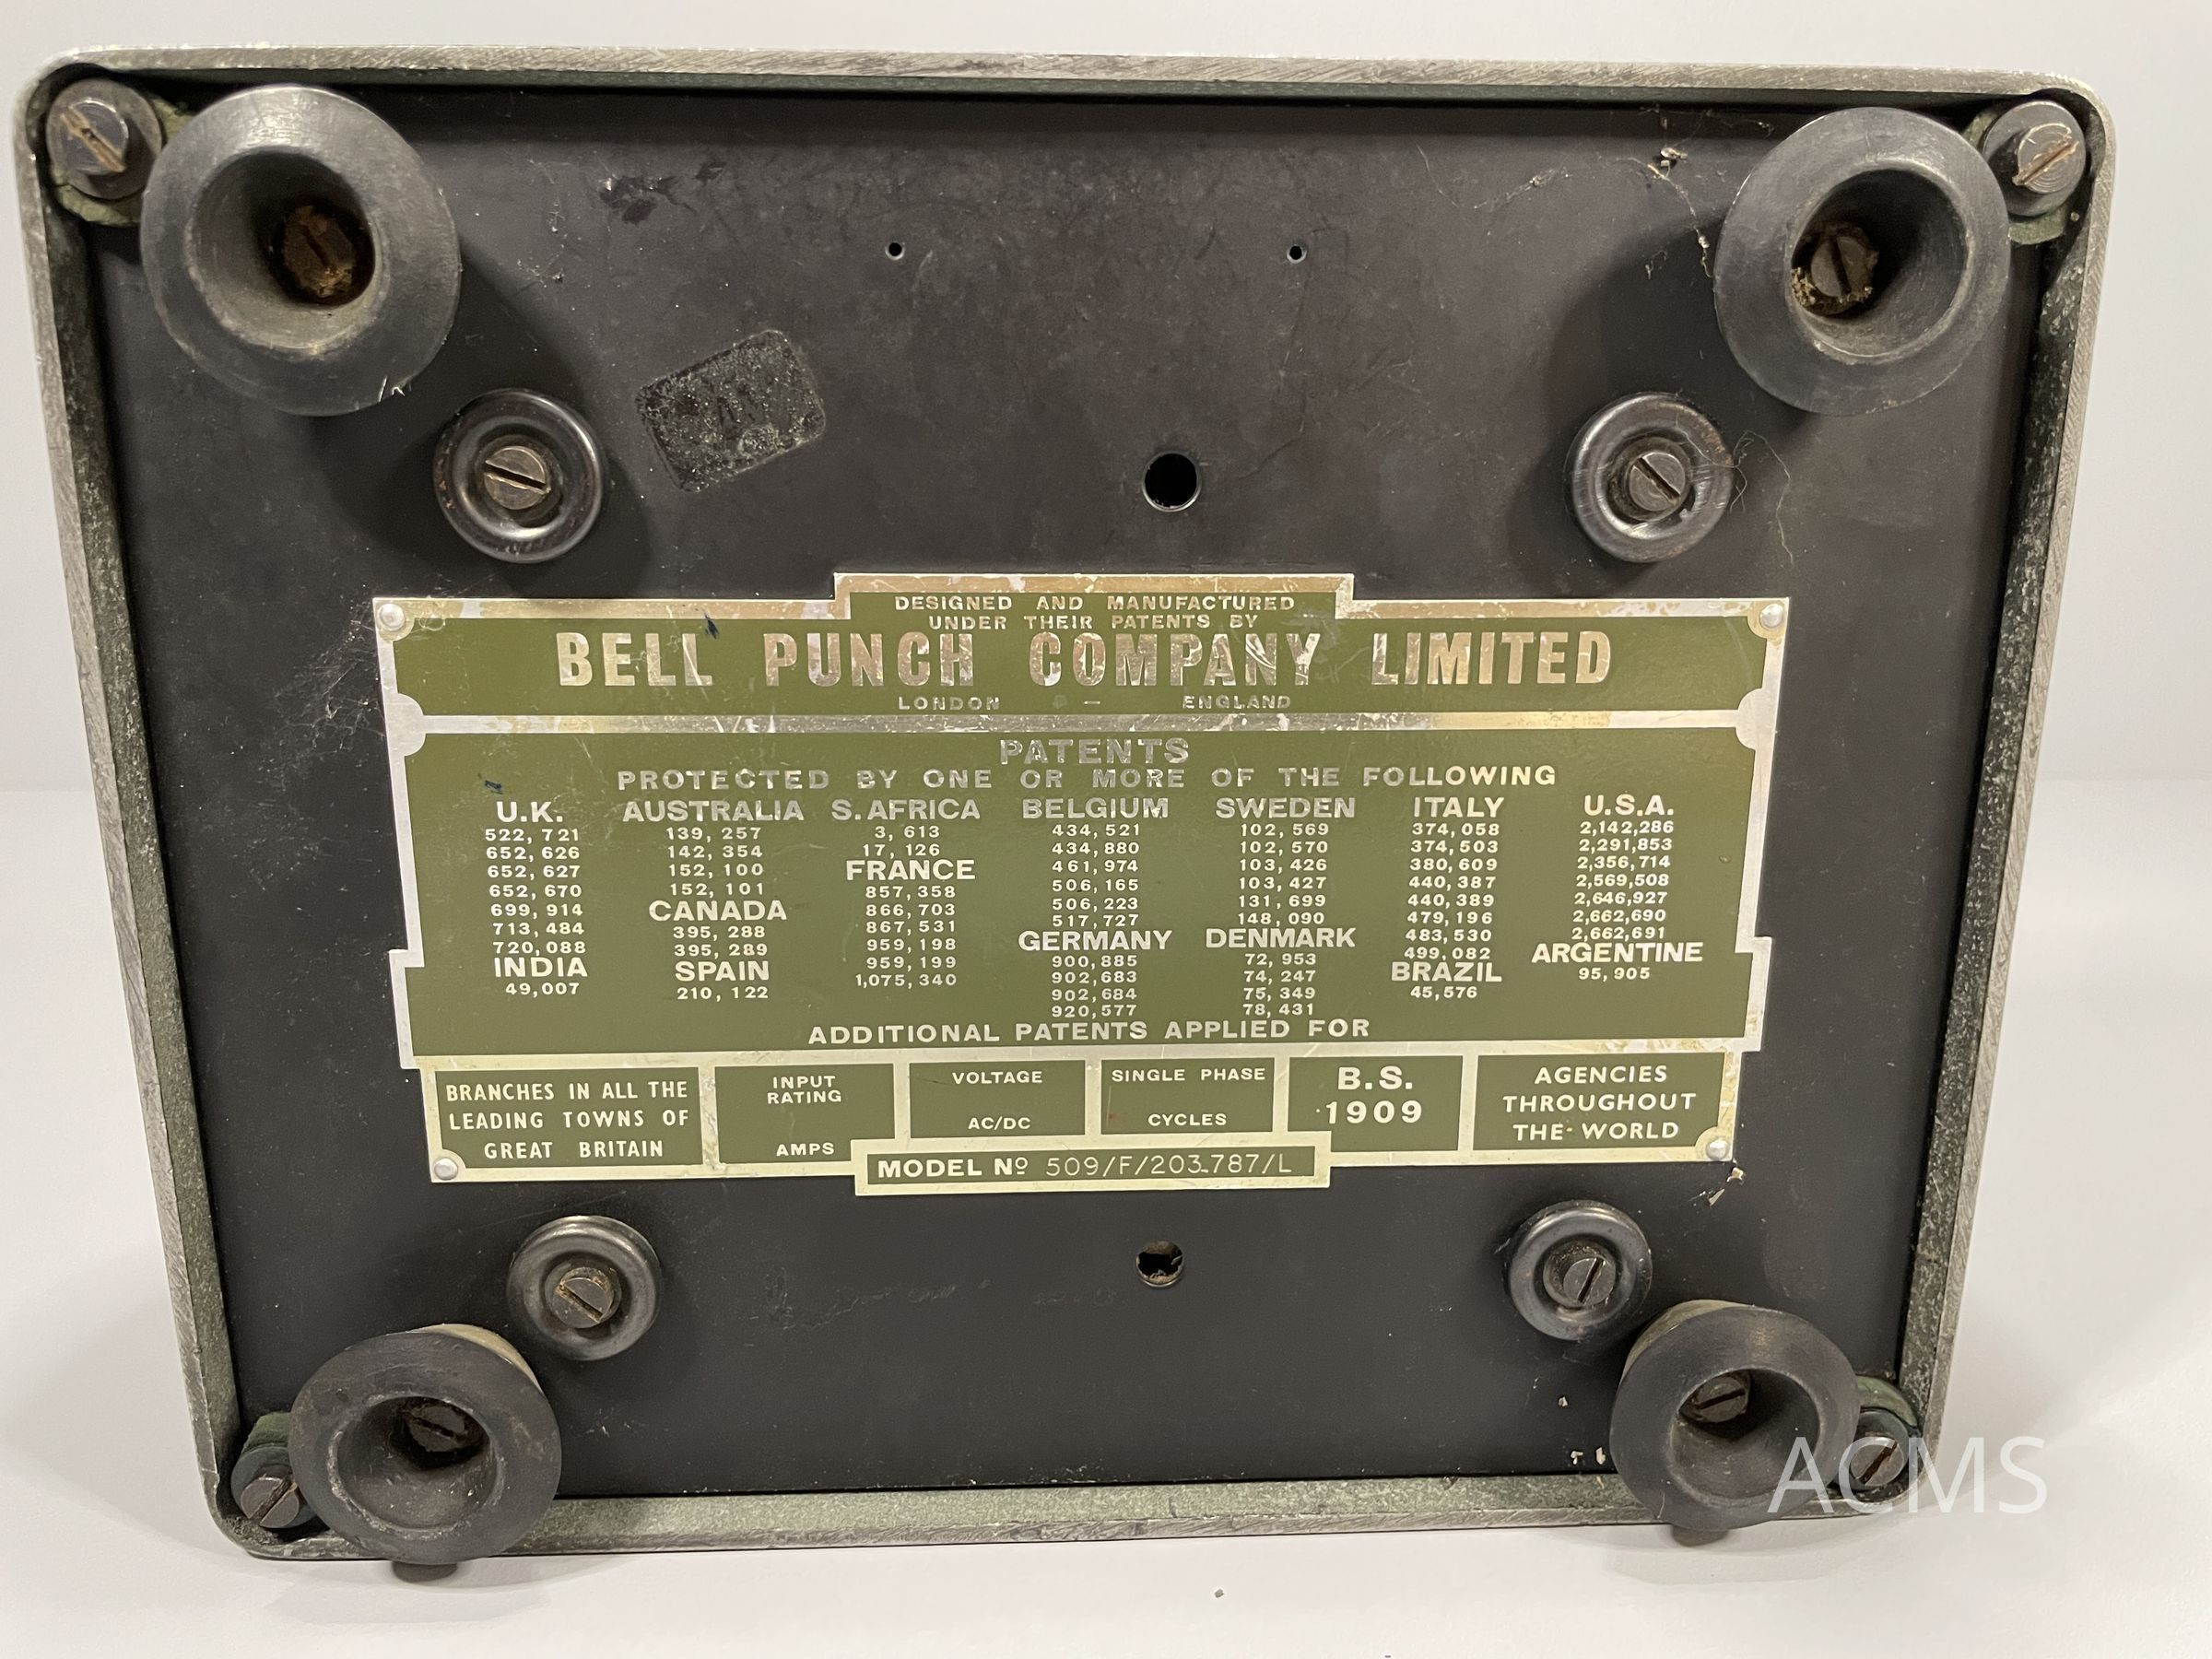 DESIGNED AND MANUFACTURED
UNDER THEIR PATENTS BY
BELL PUNCH COMPANY LIMITED
LONDON – ENGLAND
PATENTS
PROTECTED BY ONE OR MORE OF THE FOLLOWING
U.K.
522,721
652,626
652,627
652,670
699,914
713,484
720,088
INDIA
49,007
AUSTRALIA
139,257
142,354
152,100
152,101
CANADA
395,288
395,289
SPAIN
210,122
S.AFRICA
3,613
17,126
FRANCE
857,358
866,703
867,531
959,198
959,199
1,075,340
BELGIUM
434,521
434,880
461,974
506,165
506,223
517,727
GERMANY
900,885
902,683
902,684
920,577
SWEDEN
102,569
102,570
103,426
103,427
131,699
148,090
DENMARK
72,953
74,247
75,349
78,431
ITALY
374,058
374,503
380,609
440,387
440,389
479,196
483,530
499,082
BRAZIL
45,576
U.S.A.
2,142,286
2,291,853
2,356,714
2,569,508
2,646,927
2,662,690
2,662,691
ARGENTINE
95,905
ADDITIONAL PATENTS APPLIED FOR
BRANCHES IN ALL THE
LEADING TOWNS OF
GREAT BRITAIN
INPUT
RATING
AMPS
VOLTAGE
AC/DC
SINGLE PHASE
CYCLES
B.S.
1909
AGENCIES
THROUGHOUT
THE WORLD
MODEL Nº 509/F/203.787/L
ACMS